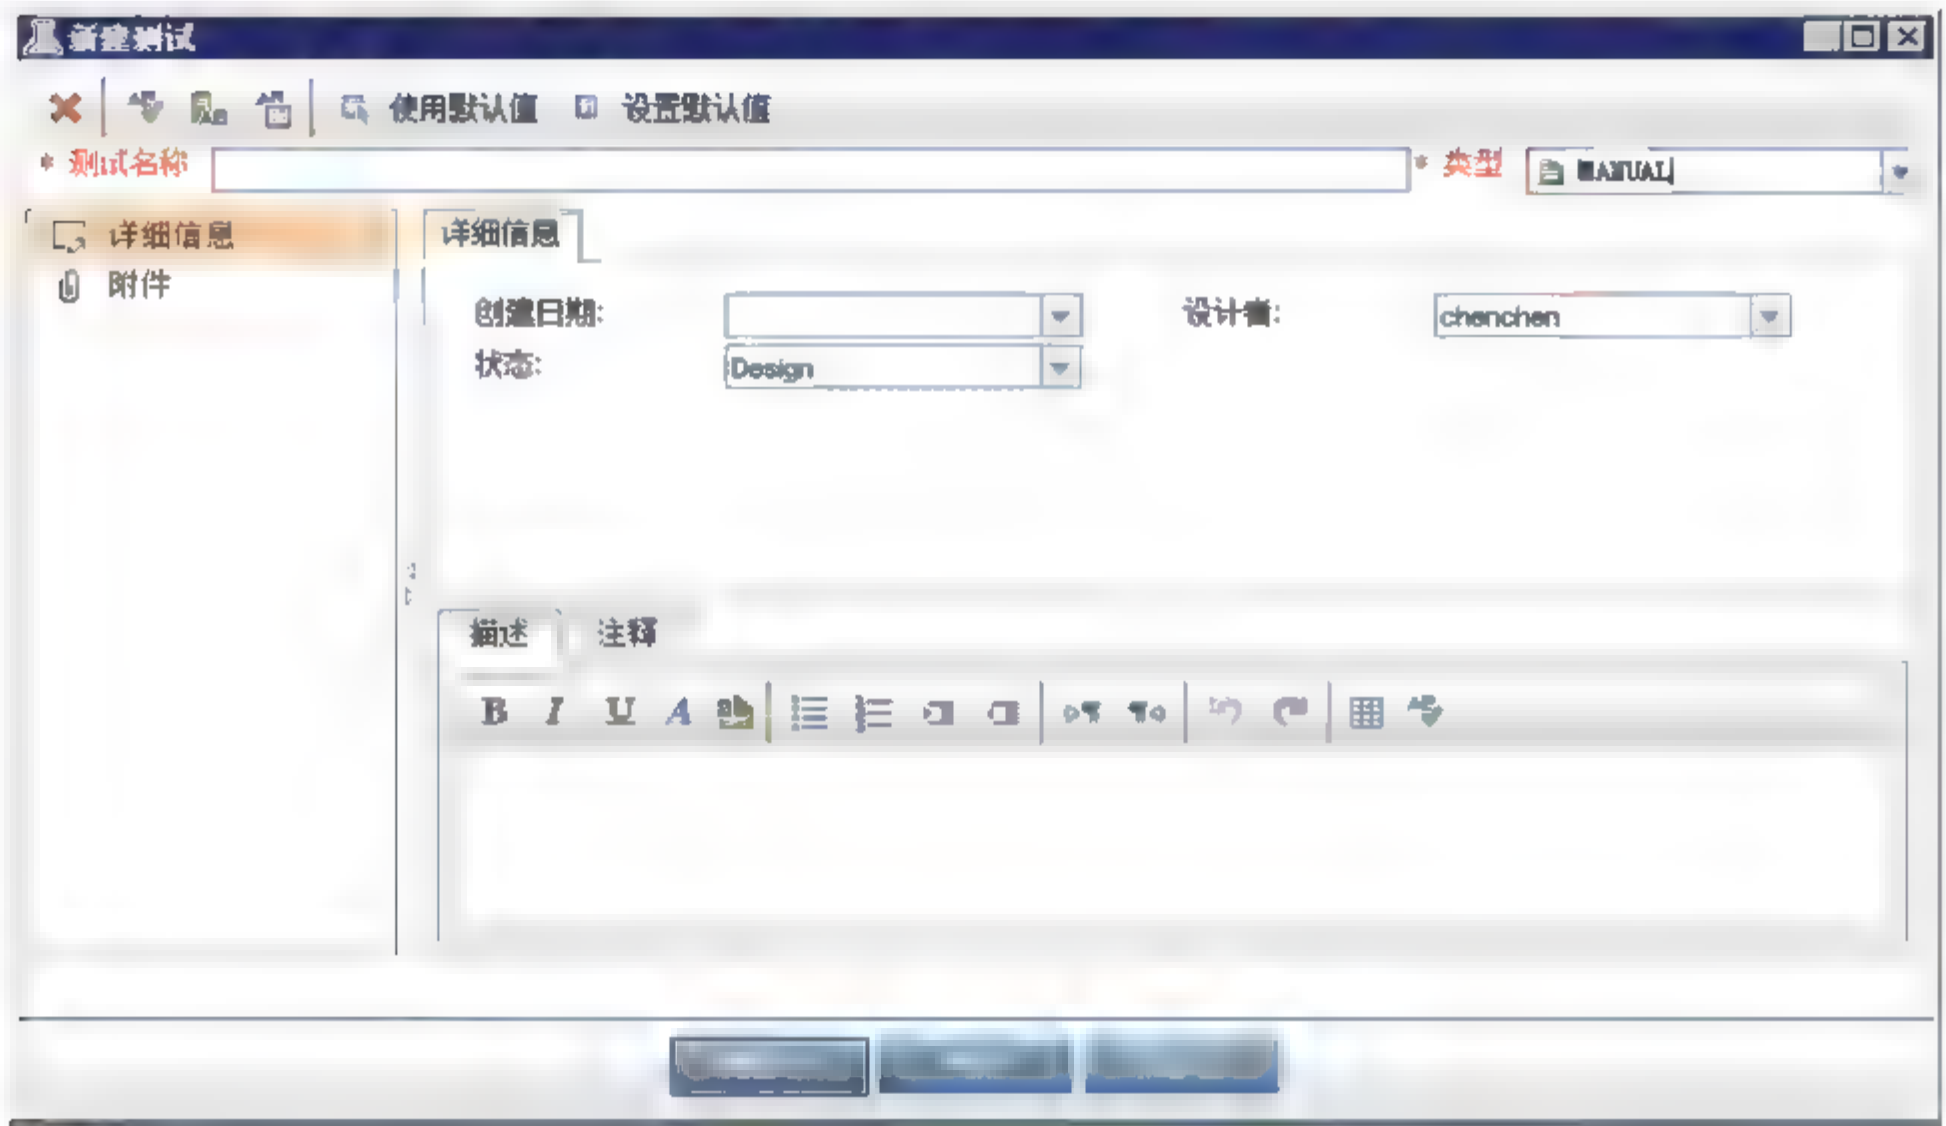 新建测试
使用默认值 设置默认值
* 测试名称 * 类型 MANUAL
详细信息 详细信息
附件
创建日期: 设计者: chenchen
状态: Design
描述 注释
B I U A ab